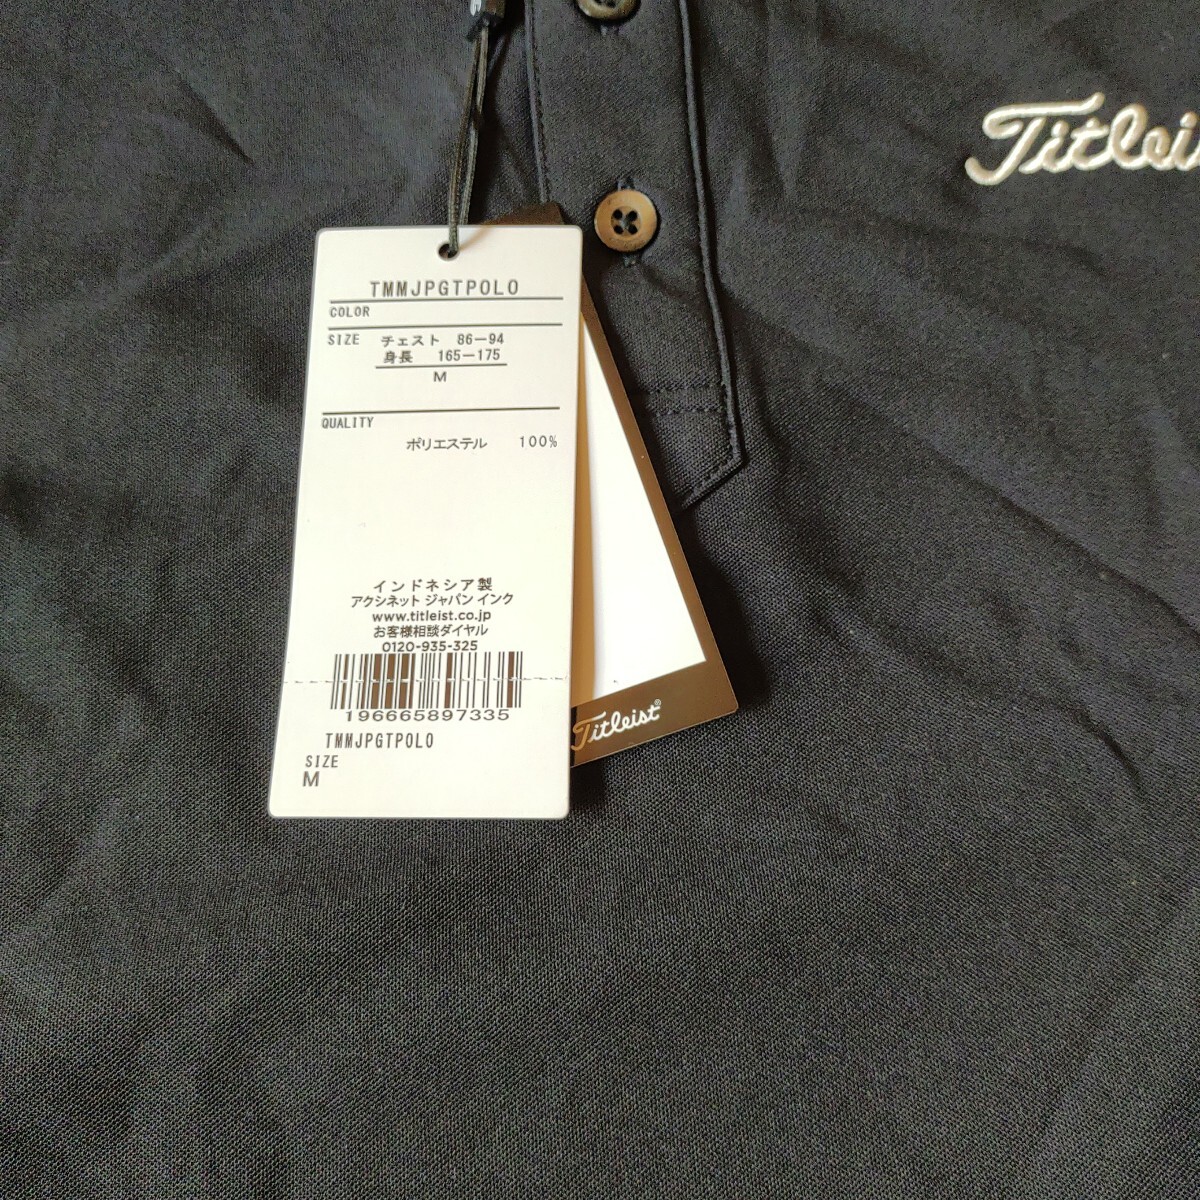 Titleis
TMMJPGTPOLO
COLOR
SIZE チェスト 86-94
身長 165-175
M
QUALITY
ポリエステル 100%
インドネシア製
アクシネット ジャパン インク
www.titleist.co.jp
お客様相談ダイヤル
0120-935-325
196665897335
TMMJPGTPOLO
SIZE
M
Titleist®